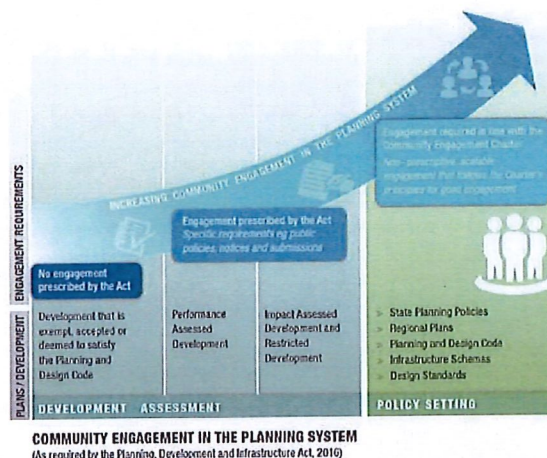 INCREASING COMMUNITY ENGAGEMENT IN THE PLANNING SYSTEM
ENGAGEMENT REQUIREMENTS
No engagement
prescribed by the Act
Engagement prescribed by the Act
Specific requirements eg public
policies, notices and submissions
Engagement required in line with the
Community Engagement Charter
Non-prescriptive, scalable
engagement that follows the Charter's
principles for good engagement
PLANS / DEVELOPMENT
Development that is
exempt, accepted or
deemed to satisfy
the Planning and
Design Code
Performance
Assessed
Development
Impact Assessed
Development and
Restricted
Development
» State Planning Policies
» Regional Plans
» Planning and Design Code
» Infrastructure Schemas
» Design Standards
DEVELOPMENT ASSESSMENT
POLICY SETTING
COMMUNITY ENGAGEMENT IN THE PLANNING SYSTEM
(As required by the Planning, Development and Infrastructure Act, 2016)